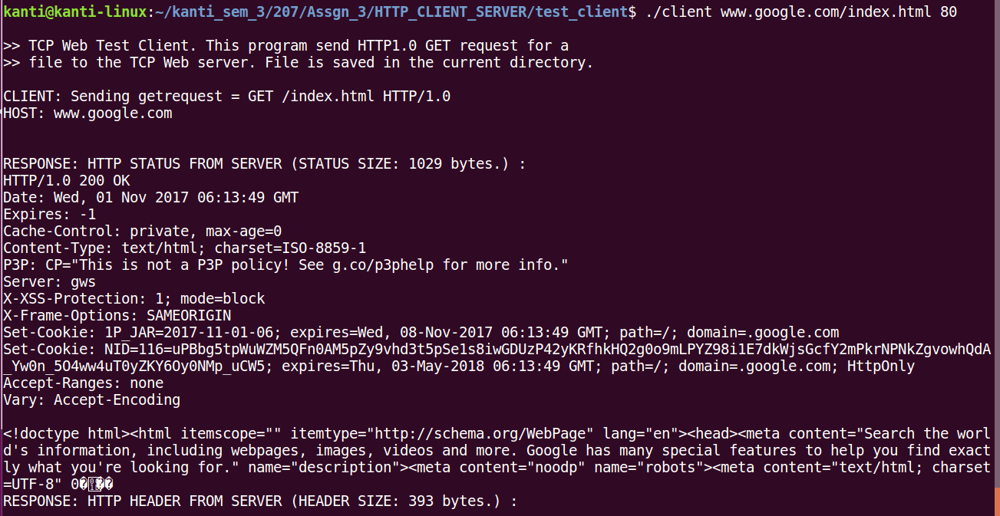 kanti@kanti-linux:~/kanti_sem_3/207/Assgn_3/HTTP_CLIENT_SERVER/test_client$ ./client www.google.com/index.html 80
>> TCP Web Test Client. This program send HTTP1.0 GET request for a
>> file to the TCP Web server. File is saved in the current directory.
CLIENT: Sending getrequest = GET /index.html HTTP/1.0
HOST: www.google.com
RESPONSE: HTTP STATUS FROM SERVER (STATUS SIZE: 1029 bytes.) :
HTTP/1.0 200 OK
Date: Wed, 01 Nov 2017 06:13:49 GMT
Expires: -1
Cache-Control: private, max-age=0
Content-Type: text/html; charset=ISO-8859-1
P3P: CP="This is not a P3P policy! See g.co/p3phelp for more info."
Server: gws
X-XSS-Protection: 1; mode=block
X-Frame-Options: SAMEORIGIN
Set-Cookie: 1P_JAR=2017-11-01-06; expires=Wed, 08-Nov-2017 06:13:49 GMT; path=/; domain=.google.com
Set-Cookie: NID=116=uPBbg5tpWuWZM5QFn0AM5pZy9vhd3t5pSe1s8iwGDUzP42yKRfhkHQ2g0o9mLPYZ98i1E7dkWjsGcfY2mPkrNPNkZgvowhQdA
_Yw0n_5O4ww4uT0yZKY6Oy0NMp_uCW5; expires=Thu, 03-May-2018 06:13:49 GMT; path=/; domain=.google.com; HttpOnly
Accept-Ranges: none
Vary: Accept-Encoding
<!doctype html><html itemscope="" itemtype="http://schema.org/WebPage" lang="en"><head><meta content="Search the worl
d's information, including webpages, images, videos and more. Google has many special features to help you find exact
ly what you're looking for." name="description"><meta content="noodp" name="robots"><meta content="text/html; charset
=UTF-8" 0
RESPONSE: HTTP HEADER FROM SERVER (HEADER SIZE: 393 bytes.) :